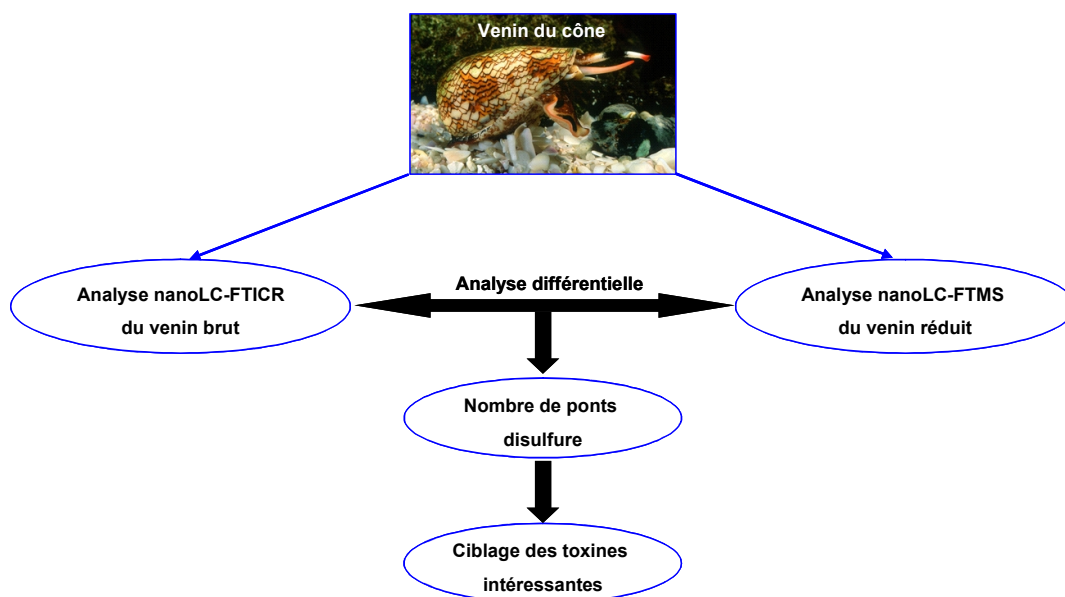 Venin du cône
Analyse nanoLC-FTICR
du venin brut
Analyse différentielle
Analyse nanoLC-FTMS
du venin réduit
Nombre de ponts
disulfure
Ciblage des toxines
intéressantes